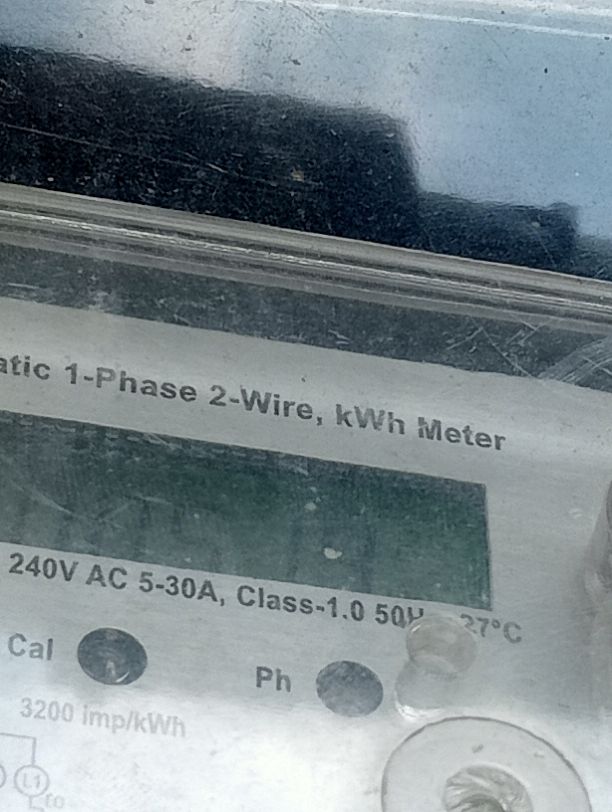 atic 1-Phase 2-Wire, kWh Meter
240V AC 5-30A, Class-1.0 50H 27°C
Cal
Ph
3200 imp/kWh
L1